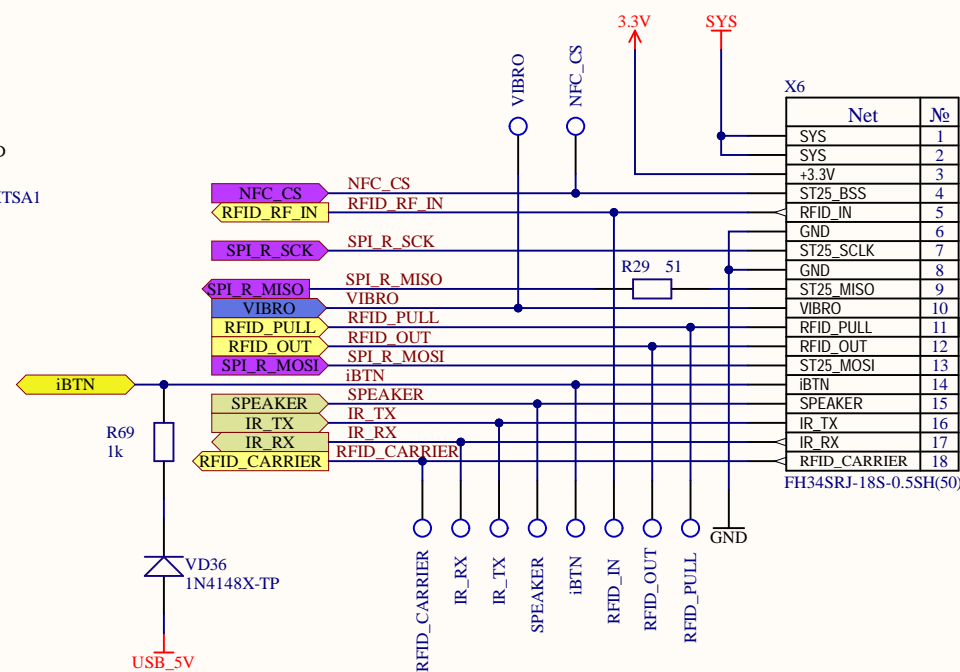 3.3V
SYS
VIBRO
NFC_CS
X6
Net
№
SYS
1
SYS
2
+3.3V
3
NFC_CS
NFC_CS
ST25_BSS
4
RFID_RF_IN
RFID_RF_IN
RFID_IN
5
GND
6
SPI_R_SCK
SPI_R_SCK
ST25_SCLK
7
R29 51
GND
8
SPI_R_MISO
SPI_R_MISO
ST25_MISO
9
VIBRO
VIBRO
VIBRO
10
RFID_PULL
RFID_PULL
RFID_PULL
11
RFID_OUT
RFID_OUT
RFID_OUT
12
SPI_R_MOSI
SPI_R_MOSI
ST25_MOSI
13
iBTN
iBTN
iBTN
14
SPEAKER
SPEAKER
SPEAKER
15
IR_TX
IR_TX
IR_TX
16
IR_RX
IR_RX
IR_RX
17
RFID_CARRIER
RFID_CARRIER
RFID_CARRIER
18
FH34SRJ-18S-0.5SH(50)
TSA1
R69
1k
VD36
1N4148X-TP
USB_5V
RFID_CARRIER
IR_RX
IR_TX
SPEAKER
iBTN
RFID_IN
RFID_OUT
RFID_PULL
GND